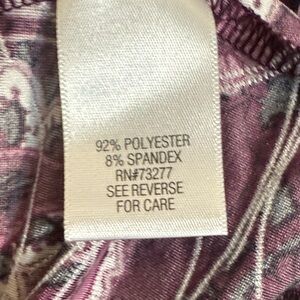 92% POLYESTER
8% SPANDEX
RN#73277
SEE REVERSE
FOR CARE